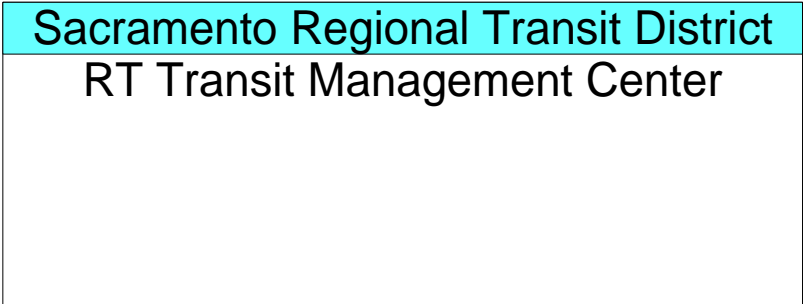 Sacramento Regional Transit District
RT Transit Management Center